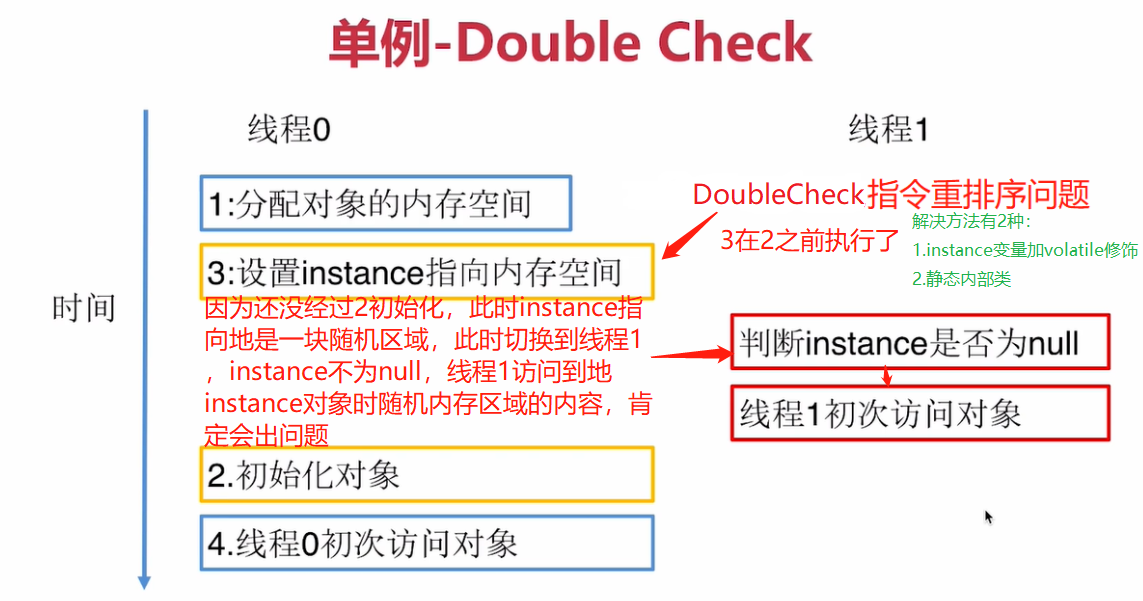 单例-Double Check
线程0
线程1
时间
1:分配对象的内存空间
DoubleCheck指令重排序问题
3在2之前执行了
解决方法有2种:
1.instance变量加volatile修饰
2.静态内部类
3:设置instance指向内存空间
因为还没经过2初始化，此时instance指
向地是一块随机区域，此时切换到线程1
，instance不为null，线程1访问到地
instance对象时随机内存区域的内容，肯
定会出问题
判断instance是否为null
线程1初次访问对象
2.初始化对象
4.线程0初次访问对象